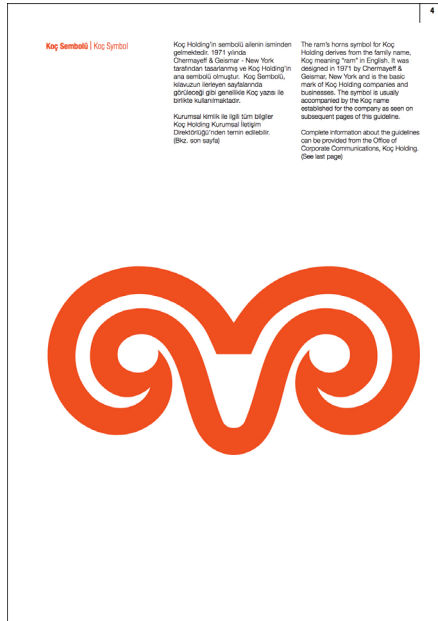 4
Koç Sembolü | Koç Symbol
Koç Holding'in sembolü ailenin isminden
gelmektedir. 1971 yılında
Chermayeff & Geismar - New York
tarafından tasarlanmış ve Koç Holding'in
ana sembolü olmuştur. Koç Sembolü,
kılavuzun ilerleyen sayfalarında
görüleceği gibi genellikle Koç yazısı ile
birlikte kullanılmaktadır.
Kurumsal kimlik ile ilgili tüm bilgiler
Koç Holding Kurumsal İletişim
Direktörlüğü'nden temin edilebilir.
(Bkz. son sayfa)
The ram's horns symbol for Koç
Holding derives from the family name,
Koç meaning "ram" in English. It was
designed in 1971 by Chermayeff &
Geismar, New York and is the basic
mark of Koç Holding companies and
businesses. The symbol is usually
accompanied by the Koç name
established for the company as seen on
subsequent pages of this guideline.
Complete information about the guidelines
can be provided from the Office of
Corporate Communications, Koç Holding.
(See last page)